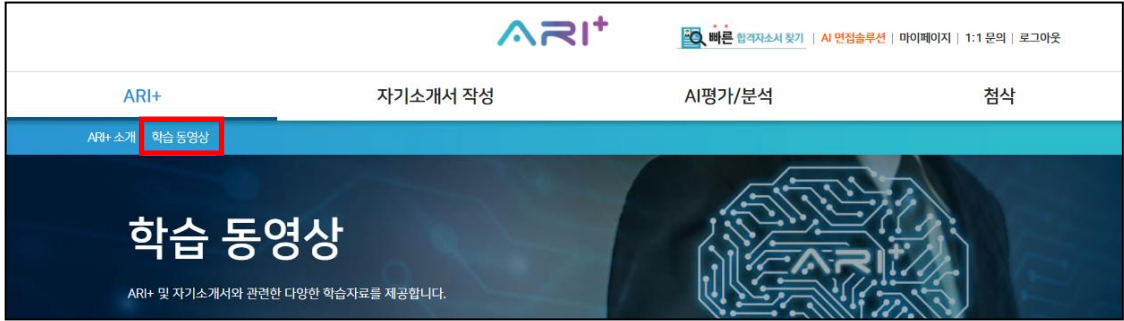 ARI+
빠른 합격자소서 찾기 | AI 면접솔루션 | 마이페이지 | 1:1 문의 | 로그아웃
ARI+ 자기소개서 작성 AI평가/분석 첨삭
ARI+ 소개 학습 동영상
학습 동영상
ARI+
ARI+ 및 자기소개서와 관련한 다양한 학습자료를 제공합니다.